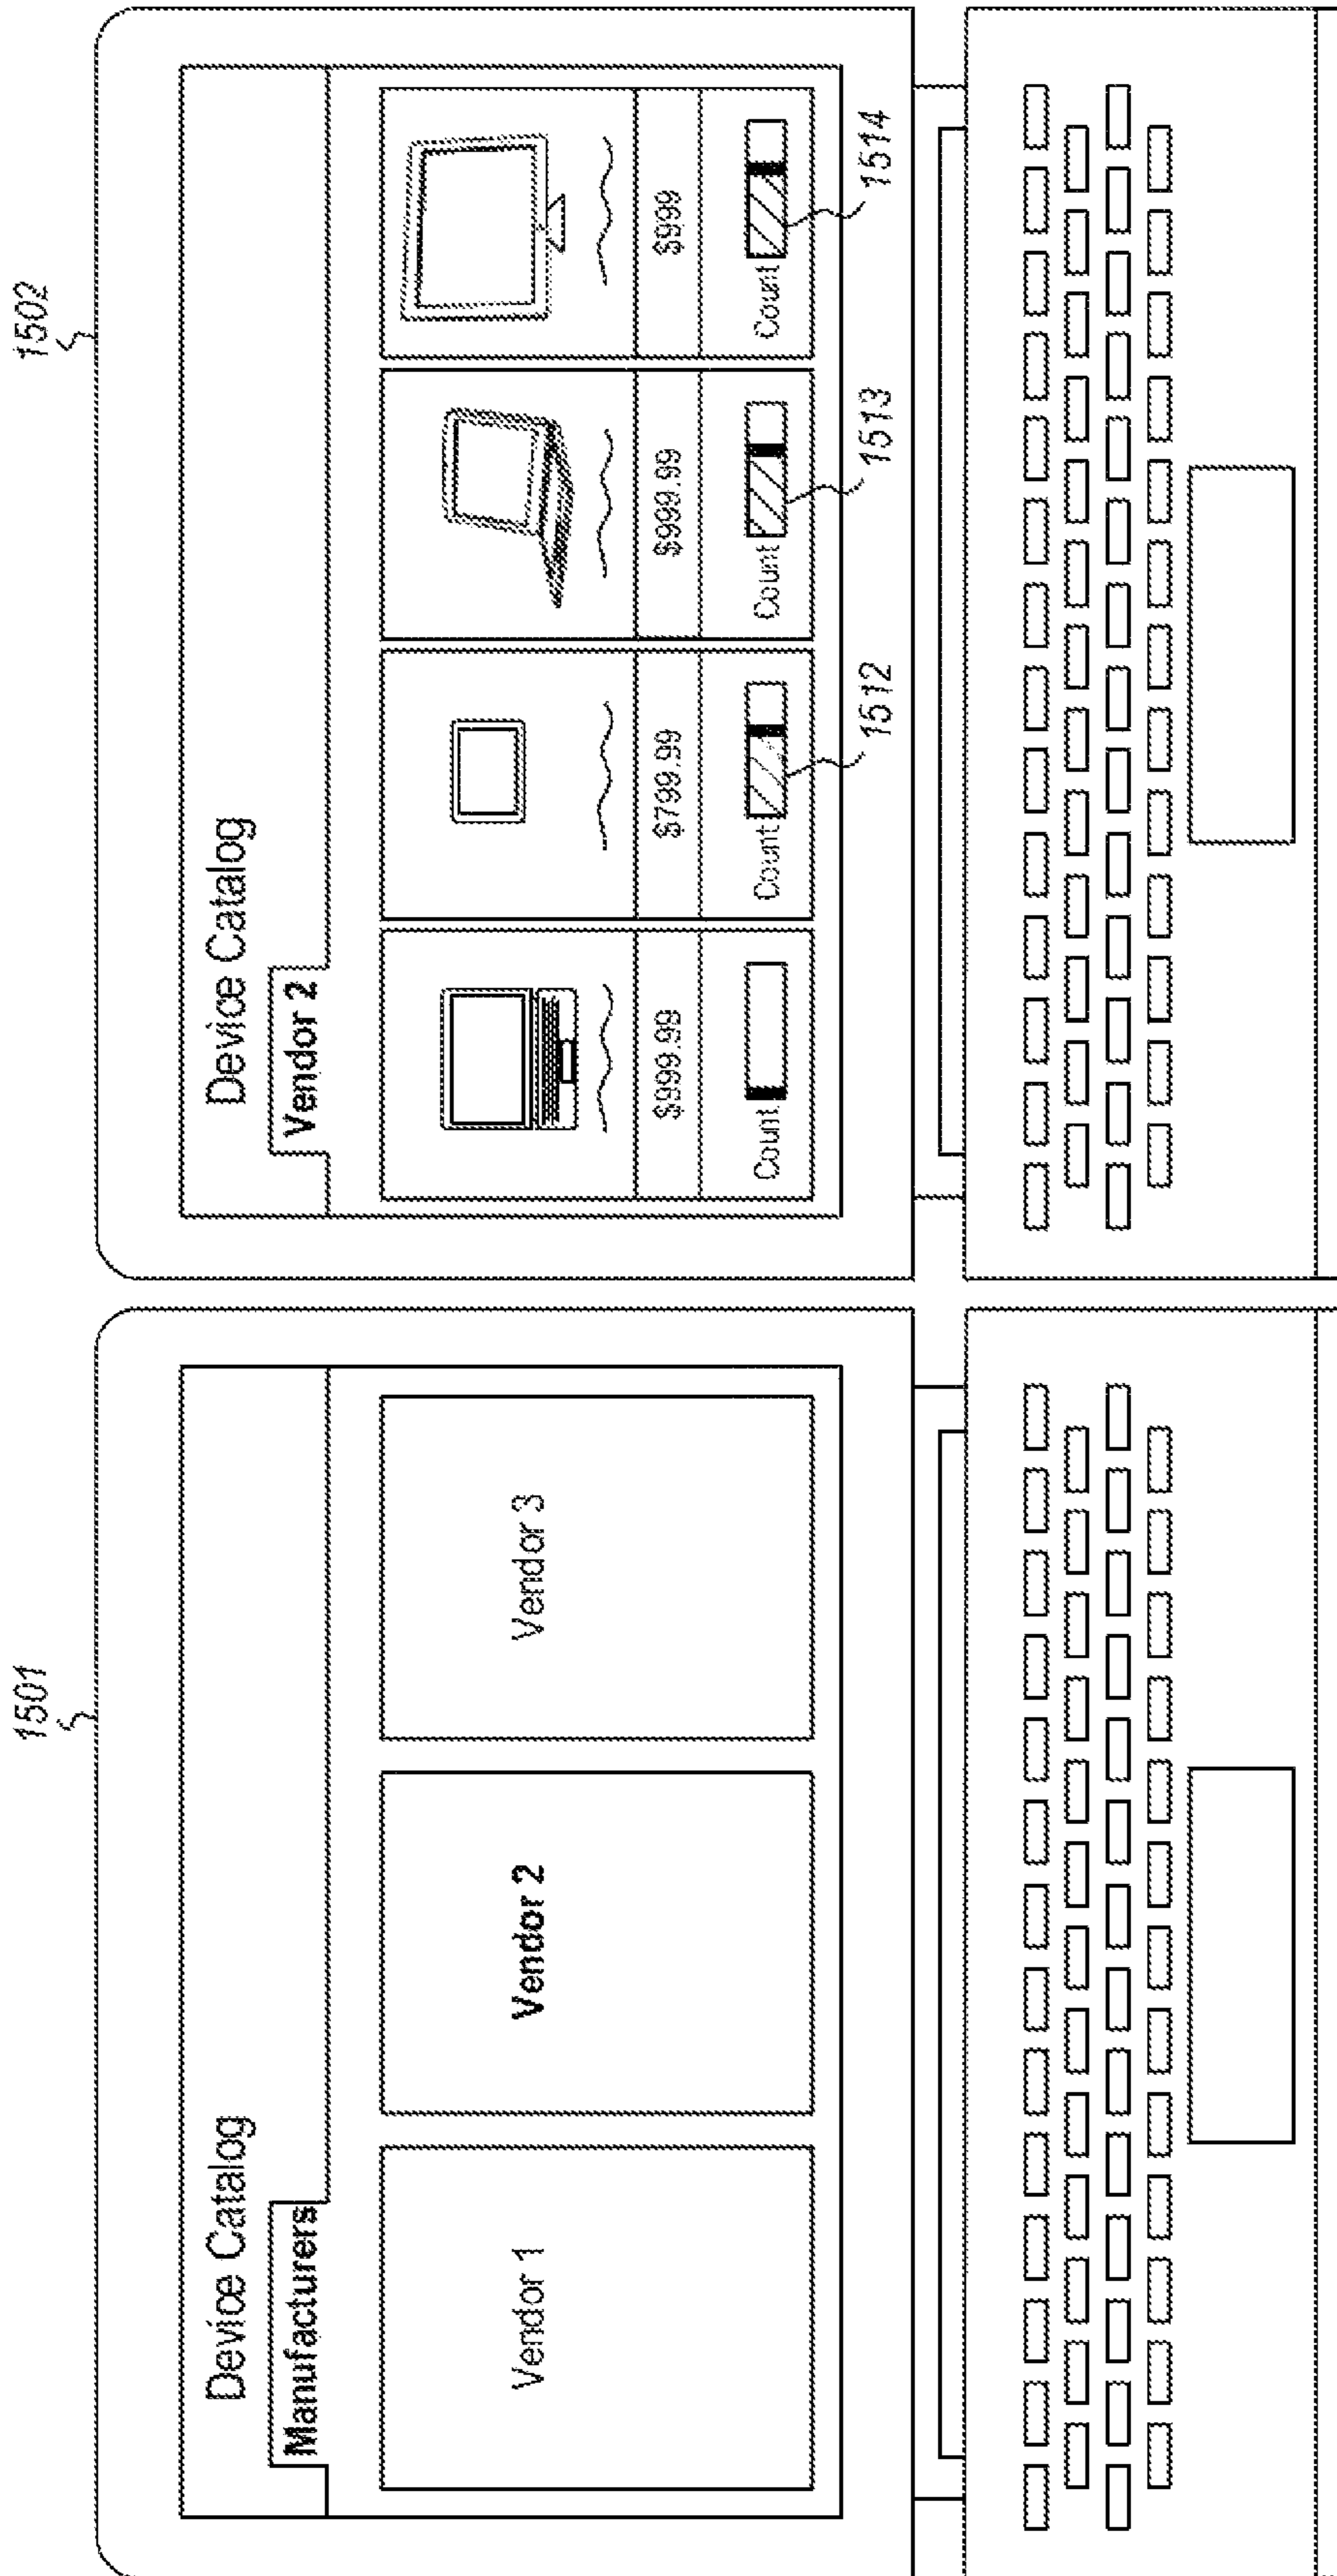 1501
Device Catalog
Manufacturers
Vendor 1
Vendor 2
Vendor 3
1502
Device Catalog
Vendor 2
$999.99
$799.99
$999.99
$999
Count
Count
Count
Count
1512
1513
1514